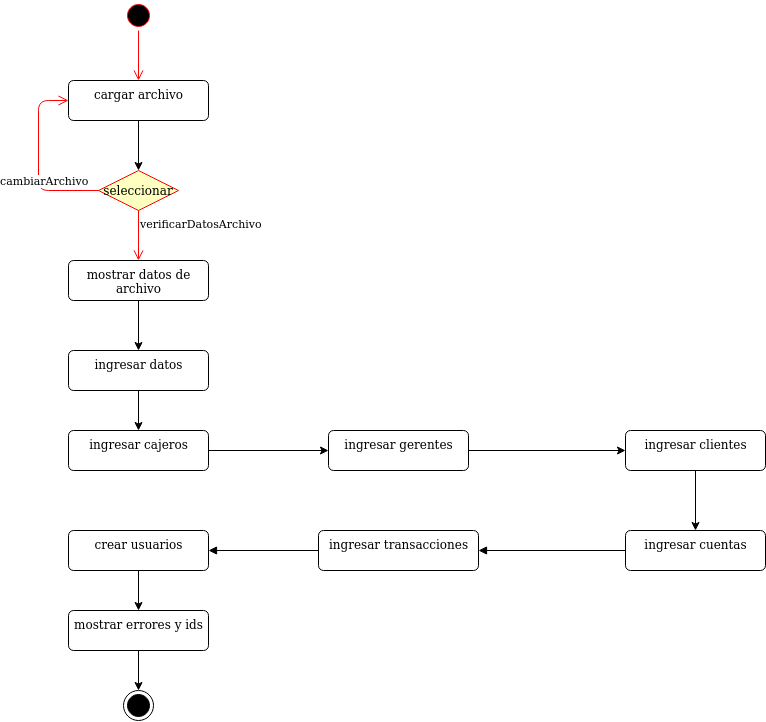 cargar archivo
cambiarArchivo
seleccionar
verificarDatosArchivo
mostrar datos de
archivo
ingresar datos
ingresar cajeros
ingresar gerentes
ingresar clientes
crear usuarios
ingresar transacciones
ingresar cuentas
mostrar errores y ids